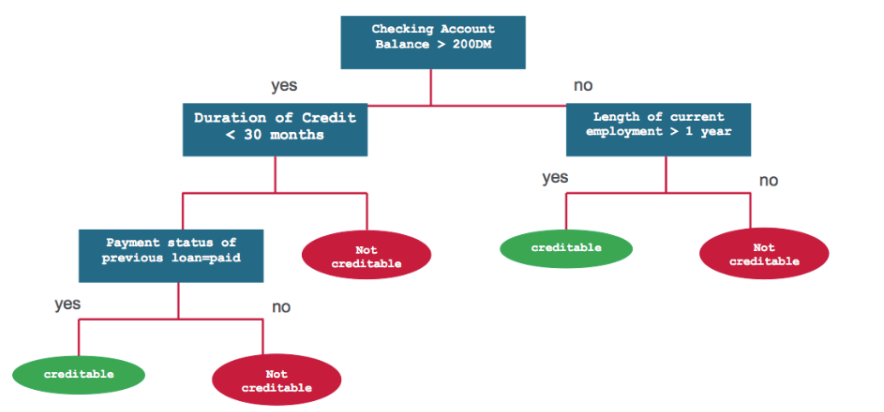 Checking Account
Balance > 200DM
yes
no
Duration of Credit
< 30 months
Length of current
employment > 1 year
yes
no
Payment status of
previous loan=paid
Not
creditable
creditable
Not
creditable
yes
no
creditable
Not
creditable